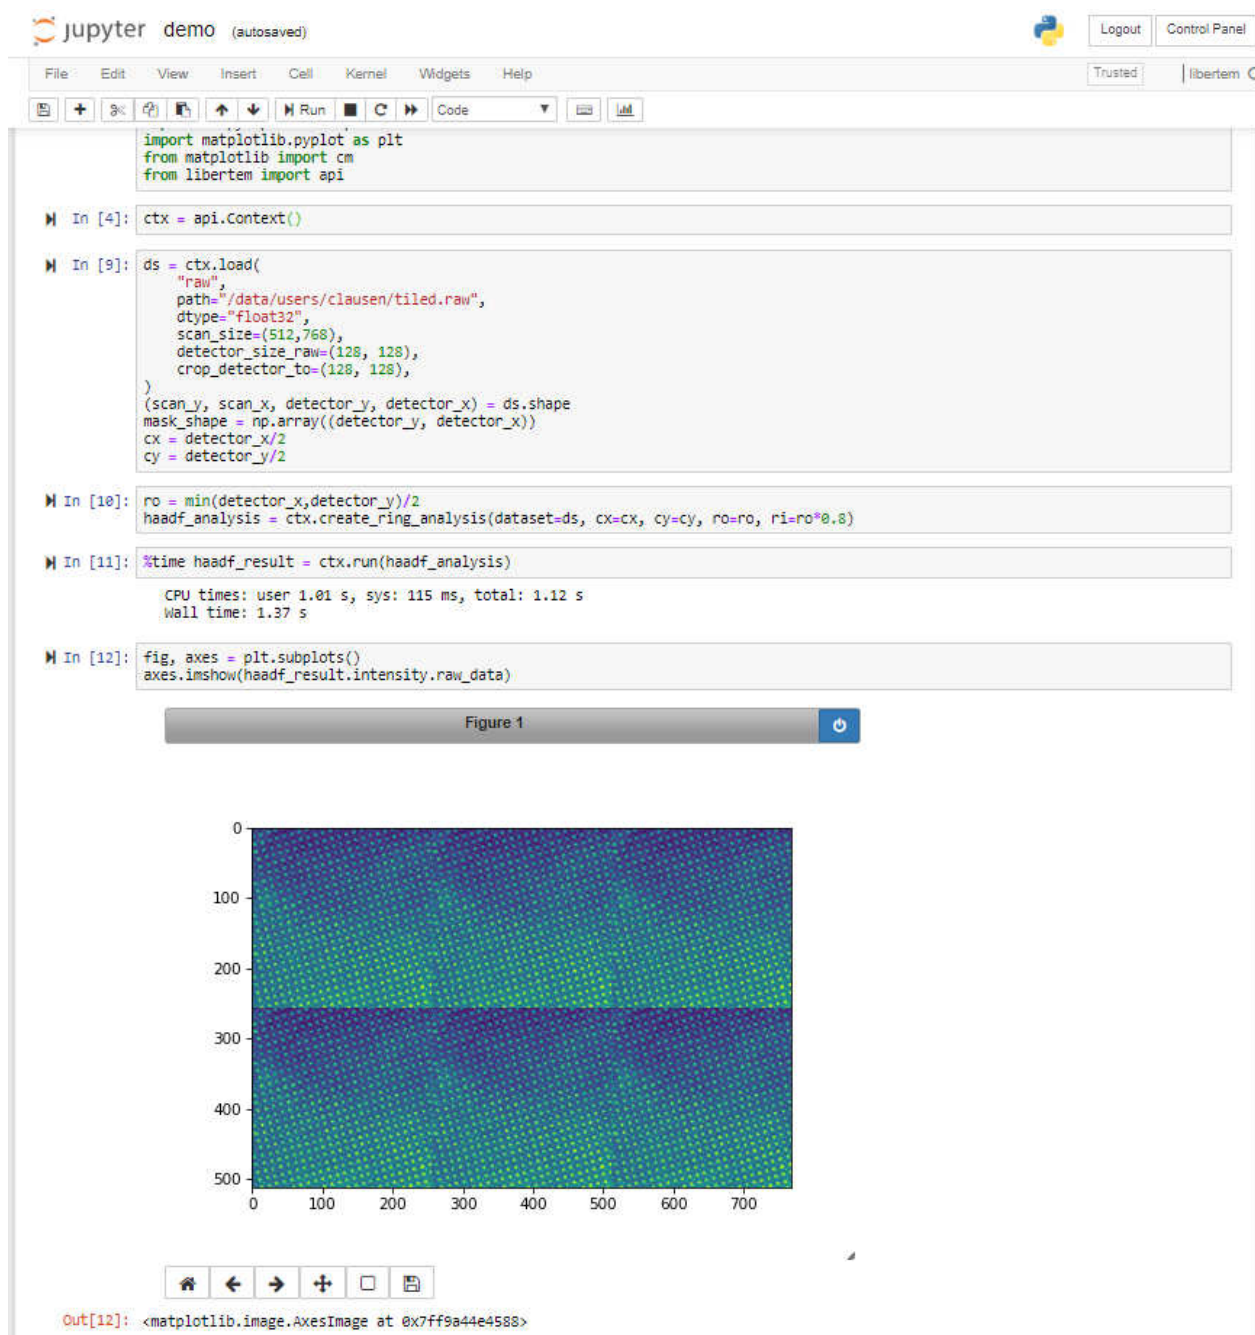 jupyter demo (autosaved)
Logout Control Panel
File Edit View Insert Cell Kernel Widgets Help
Trusted libertem
Run Code
import matplotlib.pyplot as plt
from matplotlib import cm
from libertem import api
In [4]: ctx = api.Context()
In [9]: ds = ctx.load(
"raw",
path="/data/users/clausen/tiled.raw",
dtype="float32",
scan_size=(512,768),
detector_size_raw=(128, 128),
crop_detector_to=(128, 128),
)
(scan_y, scan_x, detector_y, detector_x) = ds.shape
mask_shape = np.array((detector_y, detector_x))
cx = detector_x/2
cy = detector_y/2
In [10]: ro = min(detector_x,detector_y)/2
haadf_analysis = ctx.create_ring_analysis(dataset=ds, cx=cx, cy=cy, ro=ro, ri=ro*0.8)
In [11]: %time haadf_result = ctx.run(haadf_analysis)
CPU times: user 1.01 s, sys: 115 ms, total: 1.12 s
Wall time: 1.37 s
In [12]: fig, axes = plt.subplots()
axes.imshow(haadf_result.intensity.raw_data)
Figure 1
0
100
200
300
400
500
0 100 200 300 400 500 600 700
Out[12]: <matplotlib.image.AxesImage at 0x7ff9a44e4588>